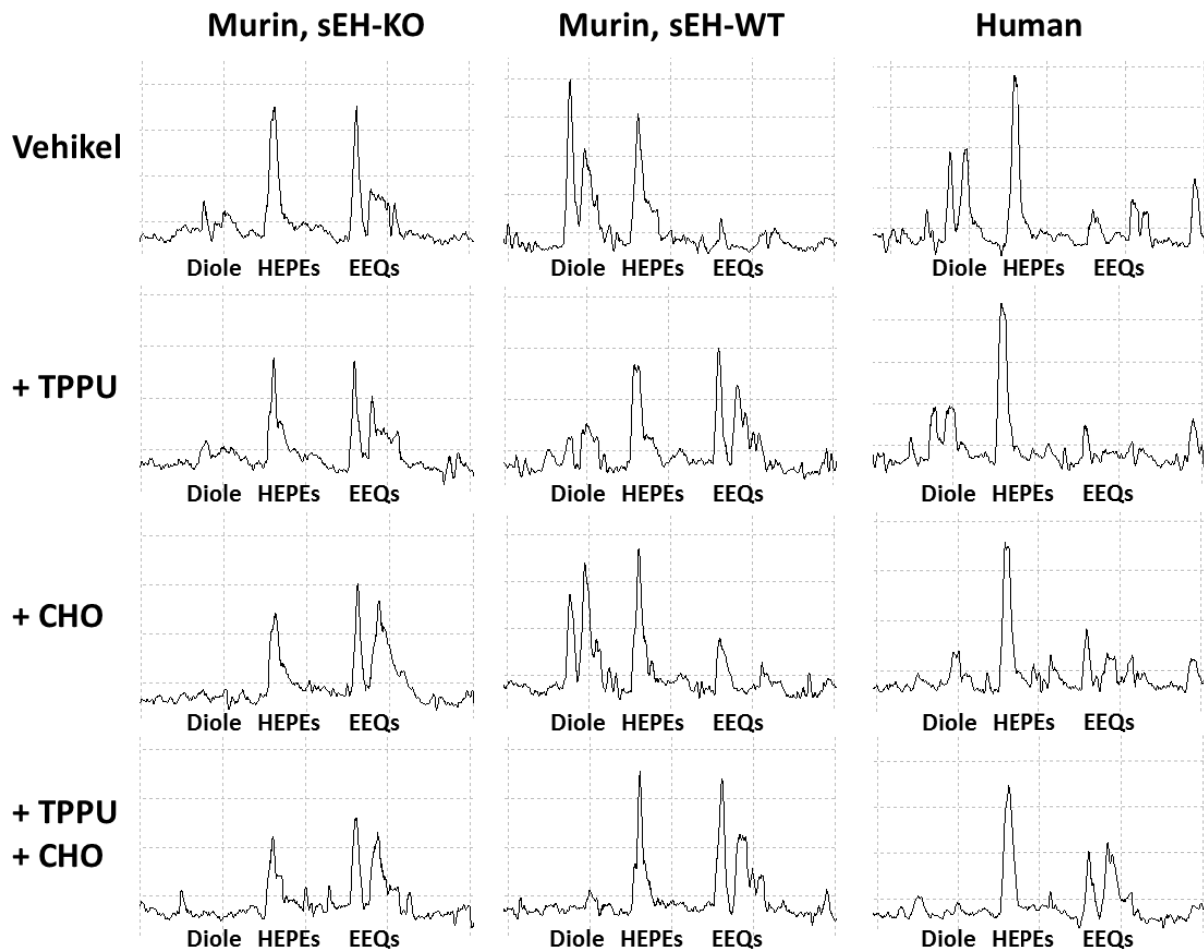 Murin, sEH-KO Murin, sEH-WT Human
Vehikel
Diole HEPEs EEQs Diole HEPEs EEQs Diole HEPEs EEQs
+ TPPU
Diole HEPEs EEQs Diole HEPEs EEQs Diole HEPEs EEQs
+ CHO
Diole HEPEs EEQs Diole HEPEs EEQs Diole HEPEs EEQs
+ TPPU
+ CHO
Diole HEPEs EEQs Diole HEPEs EEQs Diole HEPEs EEQs